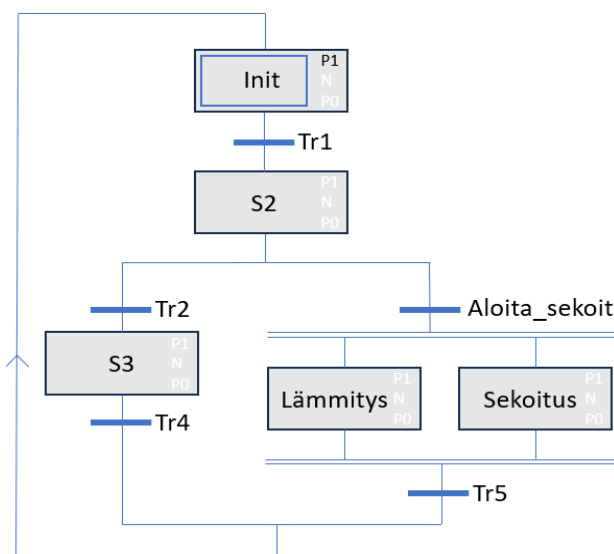 Init
P1
N
P0
Tr1
S2
P1
N
P0
Tr2
Aloita_sekoit
S3
P1
N
P0
Lämmitys
P1
N
P0
Sekoitus
P1
N
P0
Tr4
Tr5